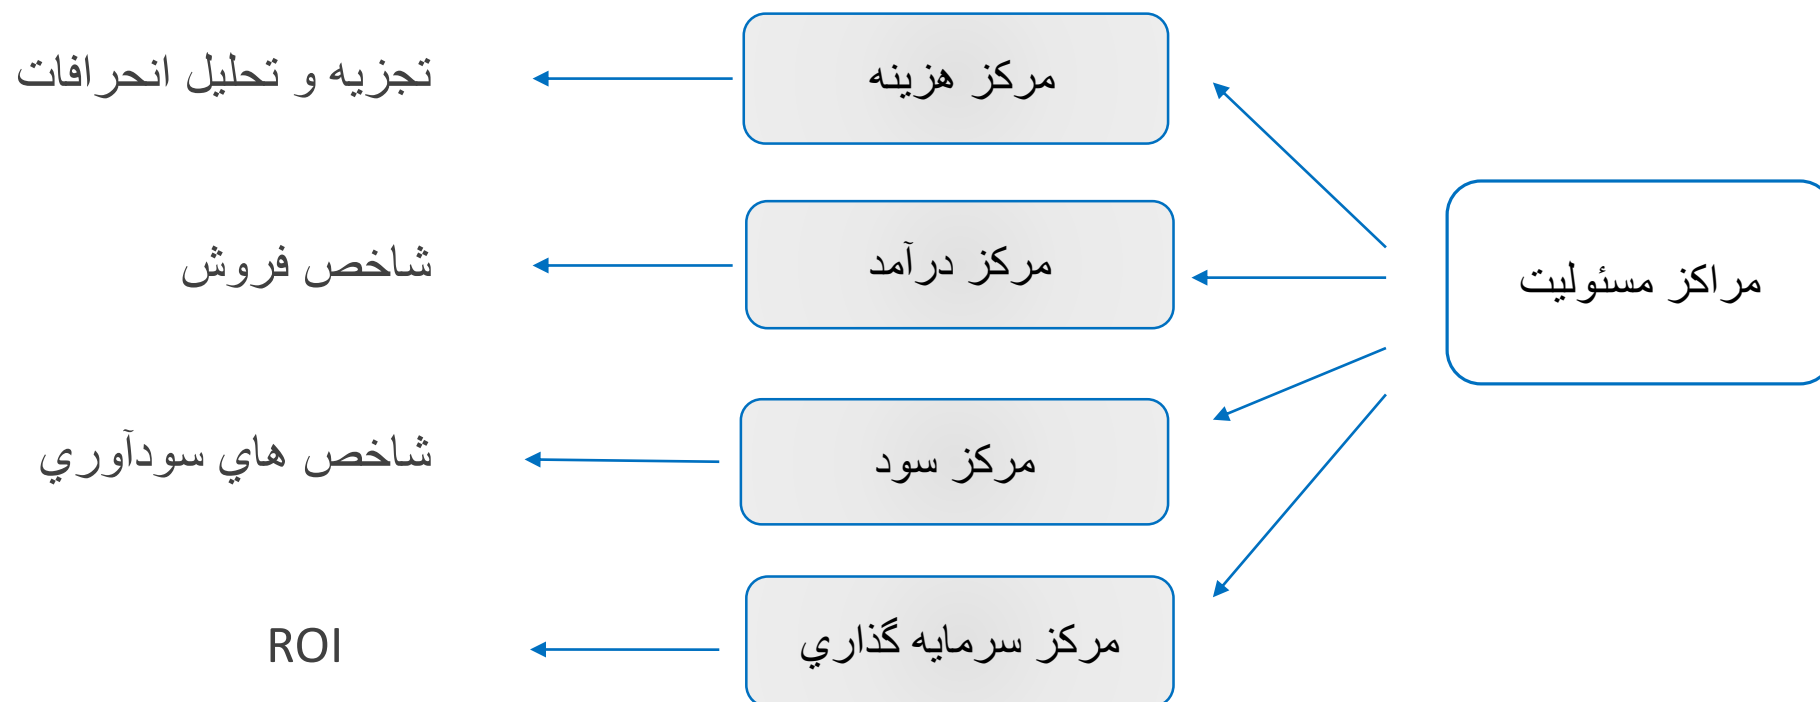 مراکز مسئولیت
مرکز هزینه
تجزیه و تحلیل انحرافات
مرکز درآمد
شاخص فروش
مرکز سود
شاخص هاي سودآوري
مرکز سرمایه گذاري
ROI